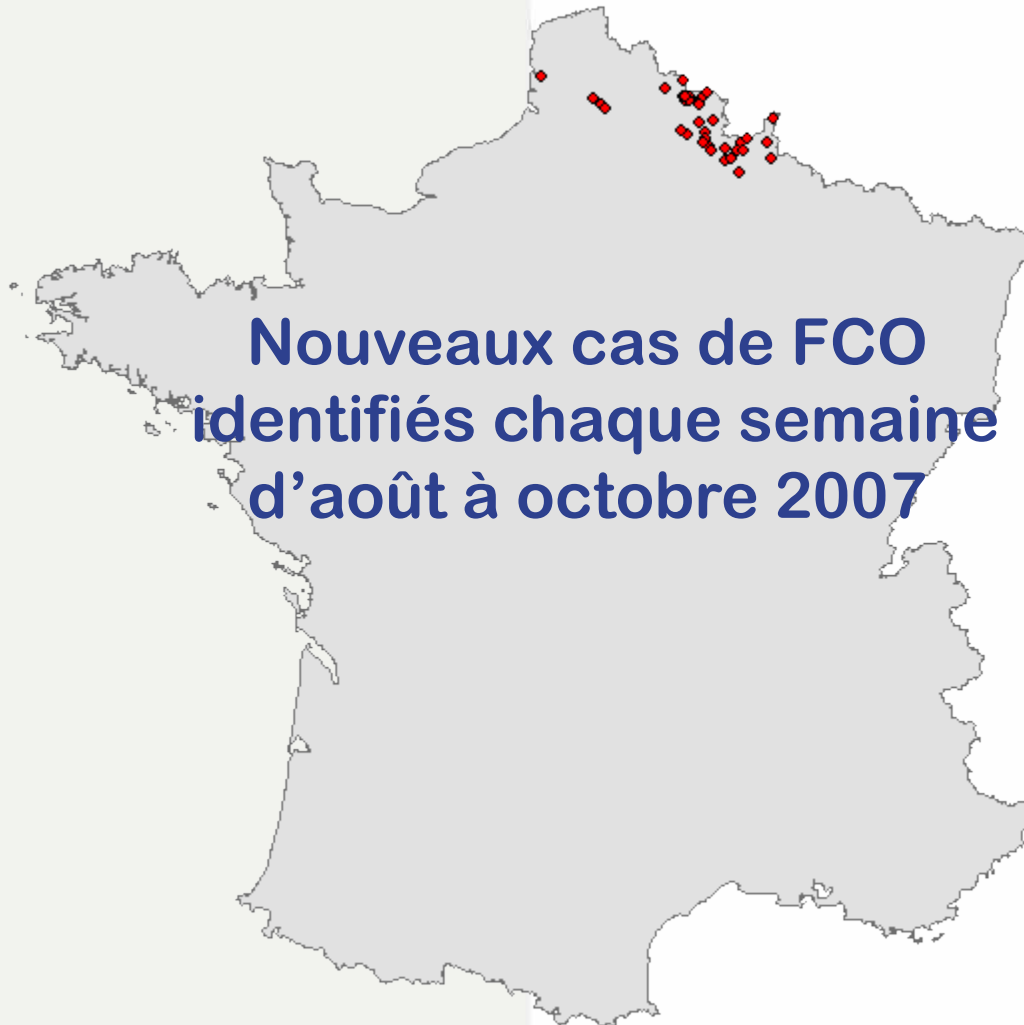 Nouveaux cas de FCO
identifiés chaque semaine
d’août à octobre 2007